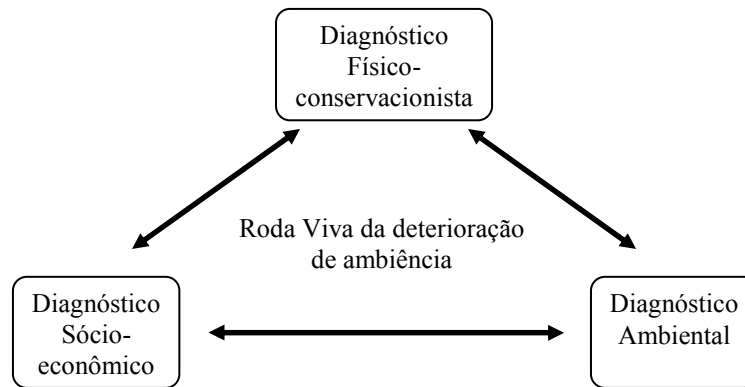 Diagnóstico
Físico-
conservacionista
Roda Viva da deterioração
de ambiência
Diagnóstico
Sócio-
econômico
Diagnóstico
Ambiental